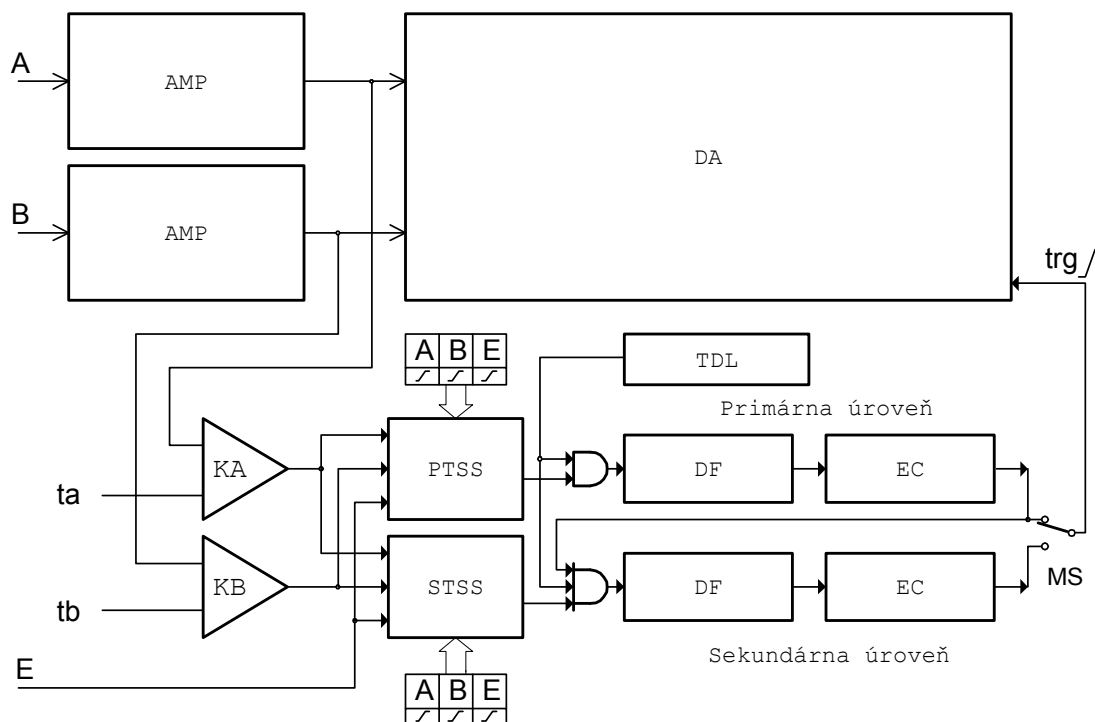 A
AMP
DA
B
AMP
trg
A B E
TDL
Primárna úroveň
KA
PTSS
DF
EC
ta
KB
STSS
DF
EC
MS
tb
Sekundárna úroveň
E
A B E